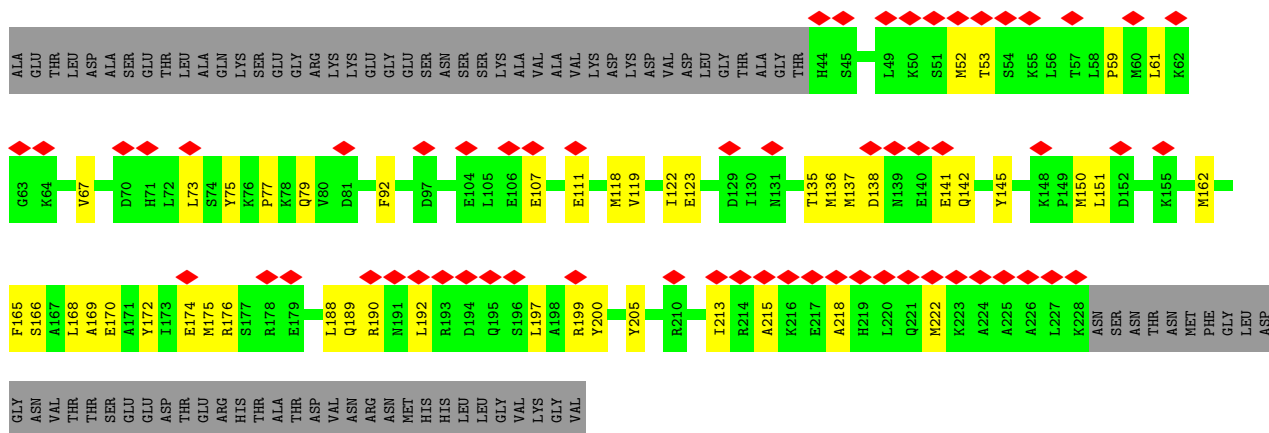 ALA GLU THR LEU ASP ALA SER GLU THR LEU ALA GLN LYS SER GLU GLY ARG LYS LYS GLU GLY GLU SER ASN SER SER LYS ALA VAL ALA VAL LYS ASP LYS ASP VAL ASP LEU GLY THR ALA GLY THR H44 S45 L49 K50 S51 M52 T53 S54 K55 L56 T57 L58 P59 M60 L61 K62
G63 K64 V67 D70 H71 L72 L73 S74 Y75 K76 P77 K78 Q79 V80 D81 F92 D97 E104 L105 E106 E107 E111 M118 V119 I122 E123 D129 I130 N131 T135 M136 M137 D138 N139 E140 E141 Q142 Y145 K148 P149 M150 L151 D152 K155 M162
F165 S166 A167 L168 A169 E170 A171 Y172 I173 E174 M175 R176 S177 R178 E179 L188 Q189 R190 N191 L192 R193 D194 Q195 S196 L197 A198 R199 Y200 Y205 R210 I213 R214 A215 K216 E217 A218 H219 L220 Q221 M222 K223 A224 A225 A226 L227 K228 ASN SER ASN THR ASN MET PHE GLY LEU ASP
GLY ASN VAL THR THR SER GLU GLU ASP THR GLU ARG HIS THR ALA THR ASP VAL ASN ARG ASN MET HIS HIS LEU LEU GLY VAL LYS GLY VAL